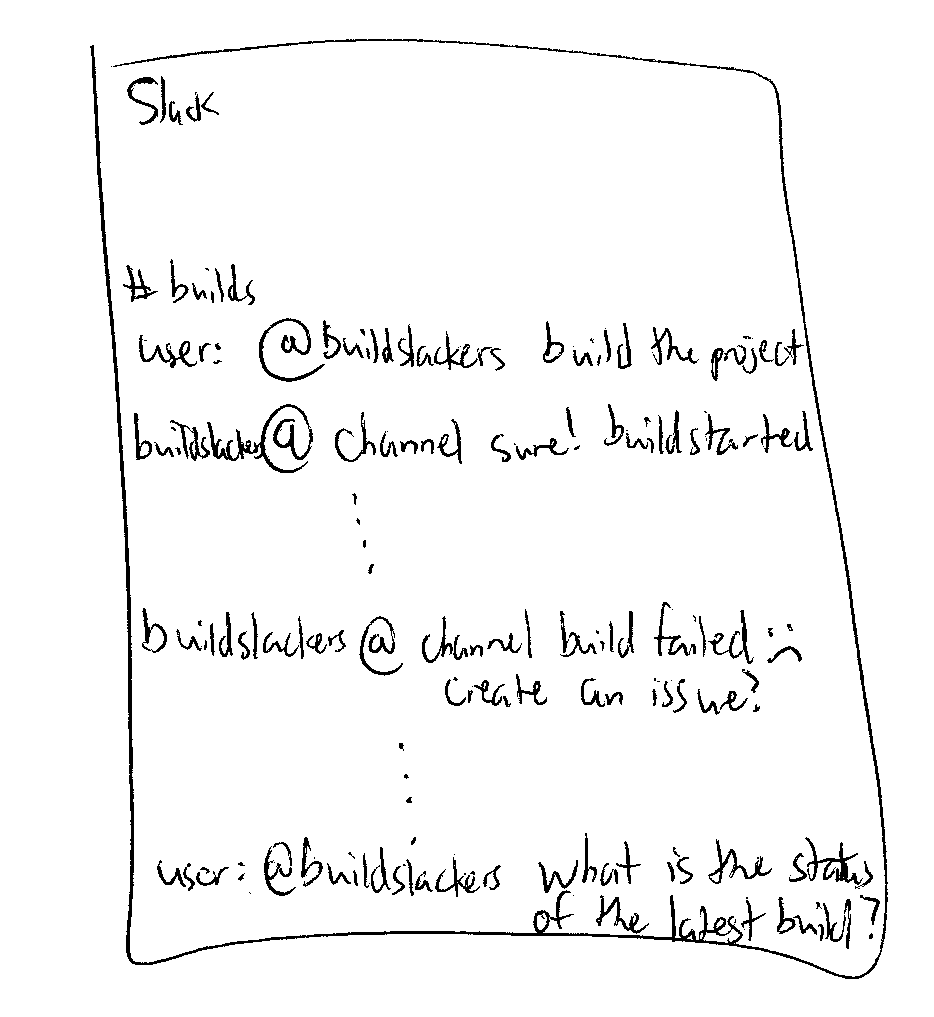 Slack
# builds
user: @buildslackers build the project
buildslackers @ channel sure! build started
buildslackers @ channel build failed :(
create an issue?
user: @buildslackers what is the status
of the latest build?